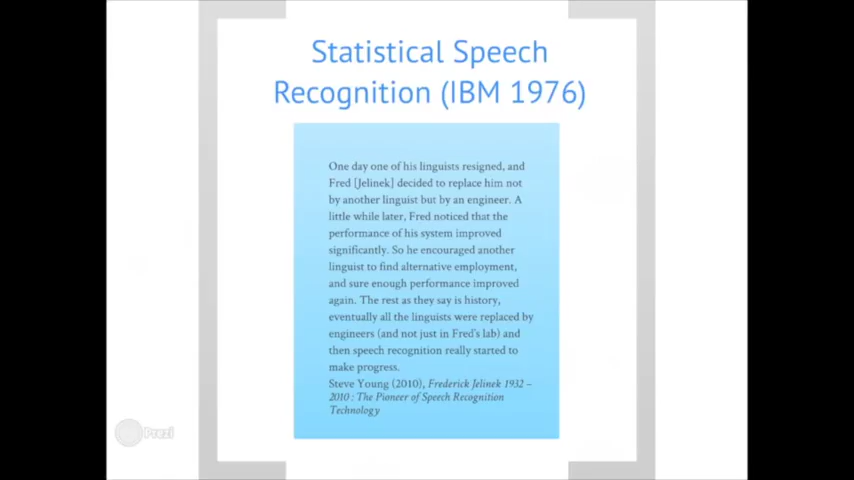 Statistical Speech
Recognition (IBM 1976)
One day one of his linguists resigned, and
Fred [Jelinek] decided to replace him not
by another linguist but by an engineer. A
little while later, Fred noticed that the
performance of his system improved
significantly. So he encouraged another
linguist to find alternative employment,
and sure enough performance improved
again. The rest as they say is history,
eventually all the linguists were replaced by
engineers (and not just in Fred's lab) and
then speech recognition really started to
make progress.
Steve Young (2010), Frederick Jelinek 1932 –
2010 : The Pioneer of Speech Recognition
Technology
Prezi